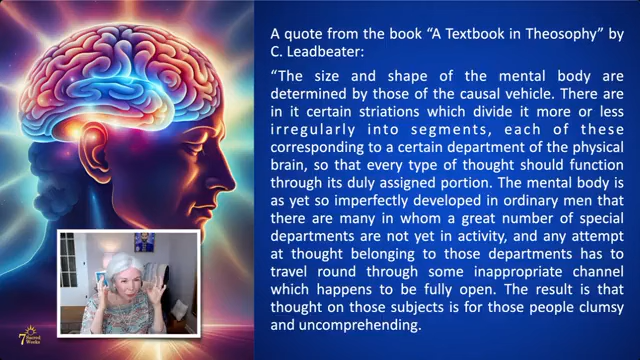 A quote from the book “A Textbook in Theosophy” by
C. Leadbeater:
“The size and shape of the mental body are
determined by those of the causal vehicle. There are
in it certain striations which divide it more or less
irregularly into segments, each of these
corresponding to a certain department of the physical
brain, so that every type of thought should function
through its duly assigned portion. The mental body is
as yet so imperfectly developed in ordinary men that
there are many in whom a great number of special
departments are not yet in activity, and any attempt
at thought belonging to those departments has to
travel round through some inappropriate channel
which happens to be fully open. The result is that
thought on those subjects is for those people clumsy
and uncomprehending.
7 Sacred
Weeks